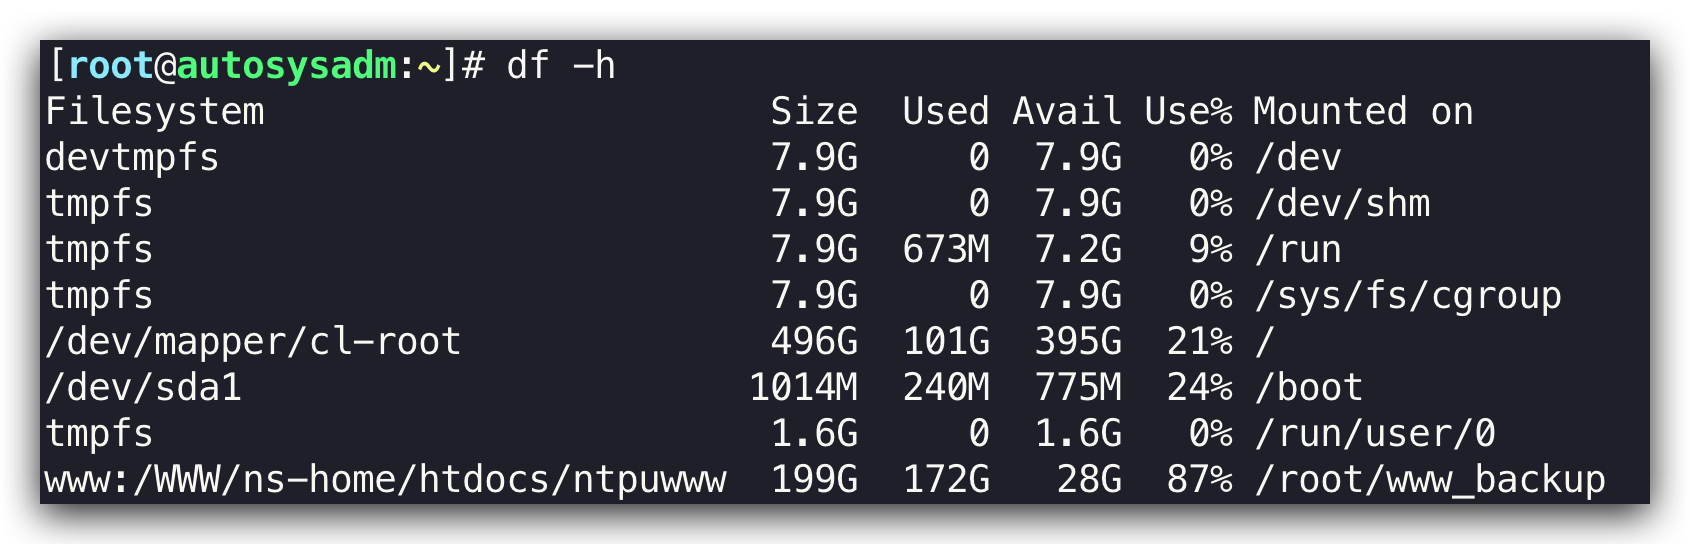 [root@autosysadm:~]# df -h
Filesystem                      Size  Used Avail Use% Mounted on
devtmpfs                        7.9G     0  7.9G   0% /dev
tmpfs                           7.9G     0  7.9G   0% /dev/shm
tmpfs                           7.9G  673M  7.2G   9% /run
tmpfs                           7.9G     0  7.9G   0% /sys/fs/cgroup
/dev/mapper/cl-root             496G  101G  395G  21% /
/dev/sda1                      1014M  240M  775M  24% /boot
tmpfs                           1.6G     0  1.6G   0% /run/user/0
www:/WWW/ns-home/htdocs/ntpuwww  199G  172G   28G  87% /root/www_backup